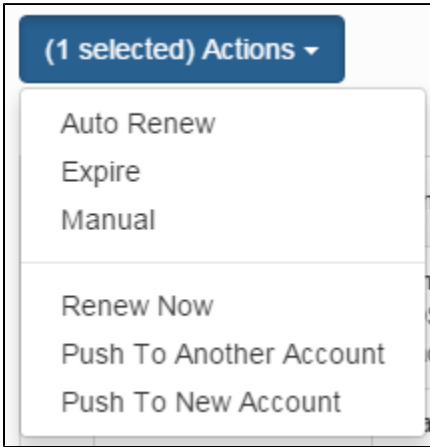 (1 selected) Actions
Auto Renew
Expire
Manual
Renew Now
Push To Another Account
Push To New Account